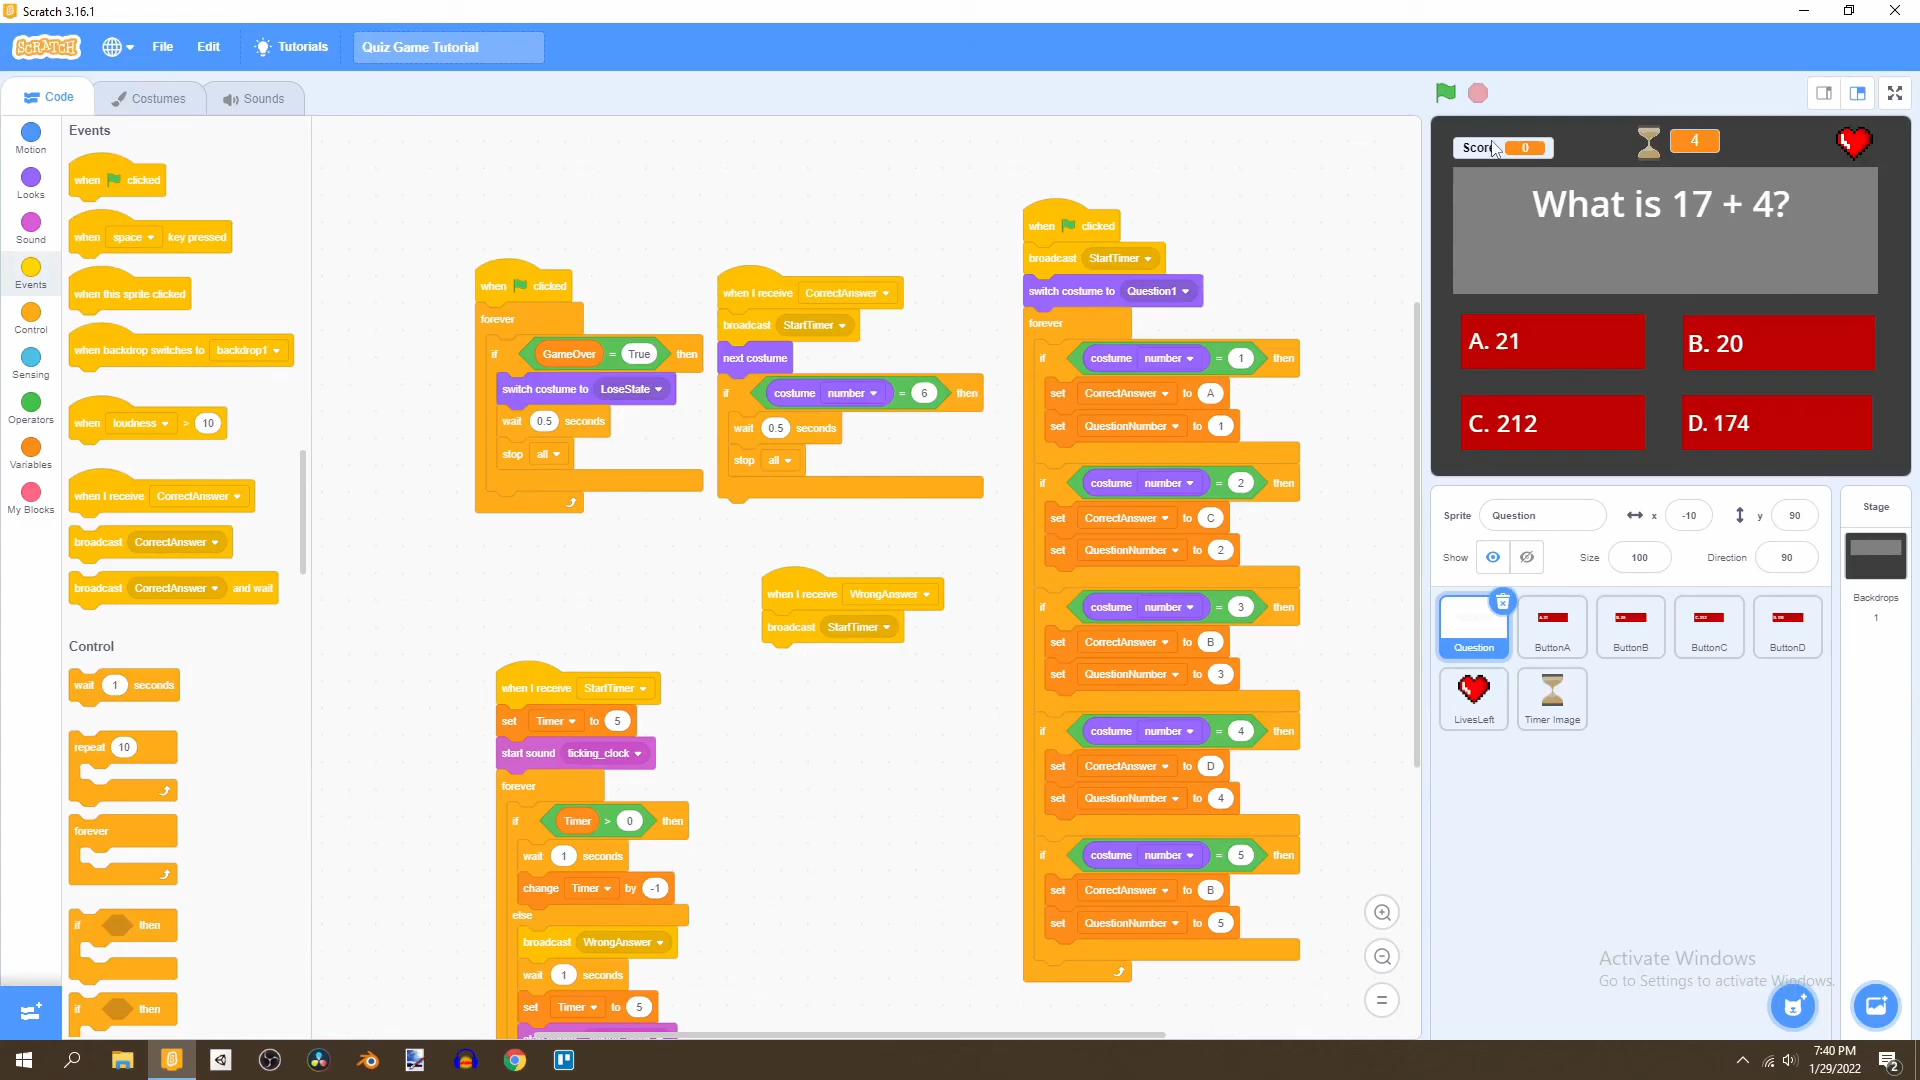 Scratch 3.16.1
SCRATCH
File
Edit
Tutorials
Quiz Game Tutorial
Code
Costumes
Sounds
Motion
Looks
Sound
Events
Control
Sensing
Operators
Variables
My Blocks
Events
when clicked
when space key pressed
when this sprite clicked
when backdrop switches to backdrop1
when loudness > 10
when I receive CorrectAnswer
broadcast CorrectAnswer
broadcast CorrectAnswer and wait
Control
wait 1 seconds
repeat 10
forever
if then
if then
when clicked
forever
if GameOver = True then
switch costume to LoseState
wait 0.5 seconds
stop all
when I receive CorrectAnswer
broadcast StartTimer
next costume
if costume number = 6 then
wait 0.5 seconds
stop all
when I receive WrongAnswer
broadcast StartTimer
when I receive StartTimer
set Timer to 5
start sound ticking_clock
forever
if Timer > 0 then
wait 1 seconds
change Timer by -1
else
broadcast WrongAnswer
wait 1 seconds
set Timer to 5
when clicked
broadcast StartTimer
switch costume to Question1
forever
if costume number = 1 then
set CorrectAnswer to A
set QuestionNumber to 1
if costume number = 2 then
set CorrectAnswer to C
set QuestionNumber to 2
if costume number = 3 then
set CorrectAnswer to B
set QuestionNumber to 3
if costume number = 4 then
set CorrectAnswer to D
set QuestionNumber to 4
if costume number = 5 then
set CorrectAnswer to B
set QuestionNumber to 5
Score 0
4
What is 17 + 4?
A. 21
B. 20
C. 212
D. 174
Sprite Question x -10 y 90
Show Size 100 Direction 90
Question
ButtonA
ButtonB
ButtonC
ButtonD
LivesLeft
Timer Image
Stage
Backdrops
1
Activate Windows
Go to Settings to activate Windows.
7:40 PM
1/29/2022
2